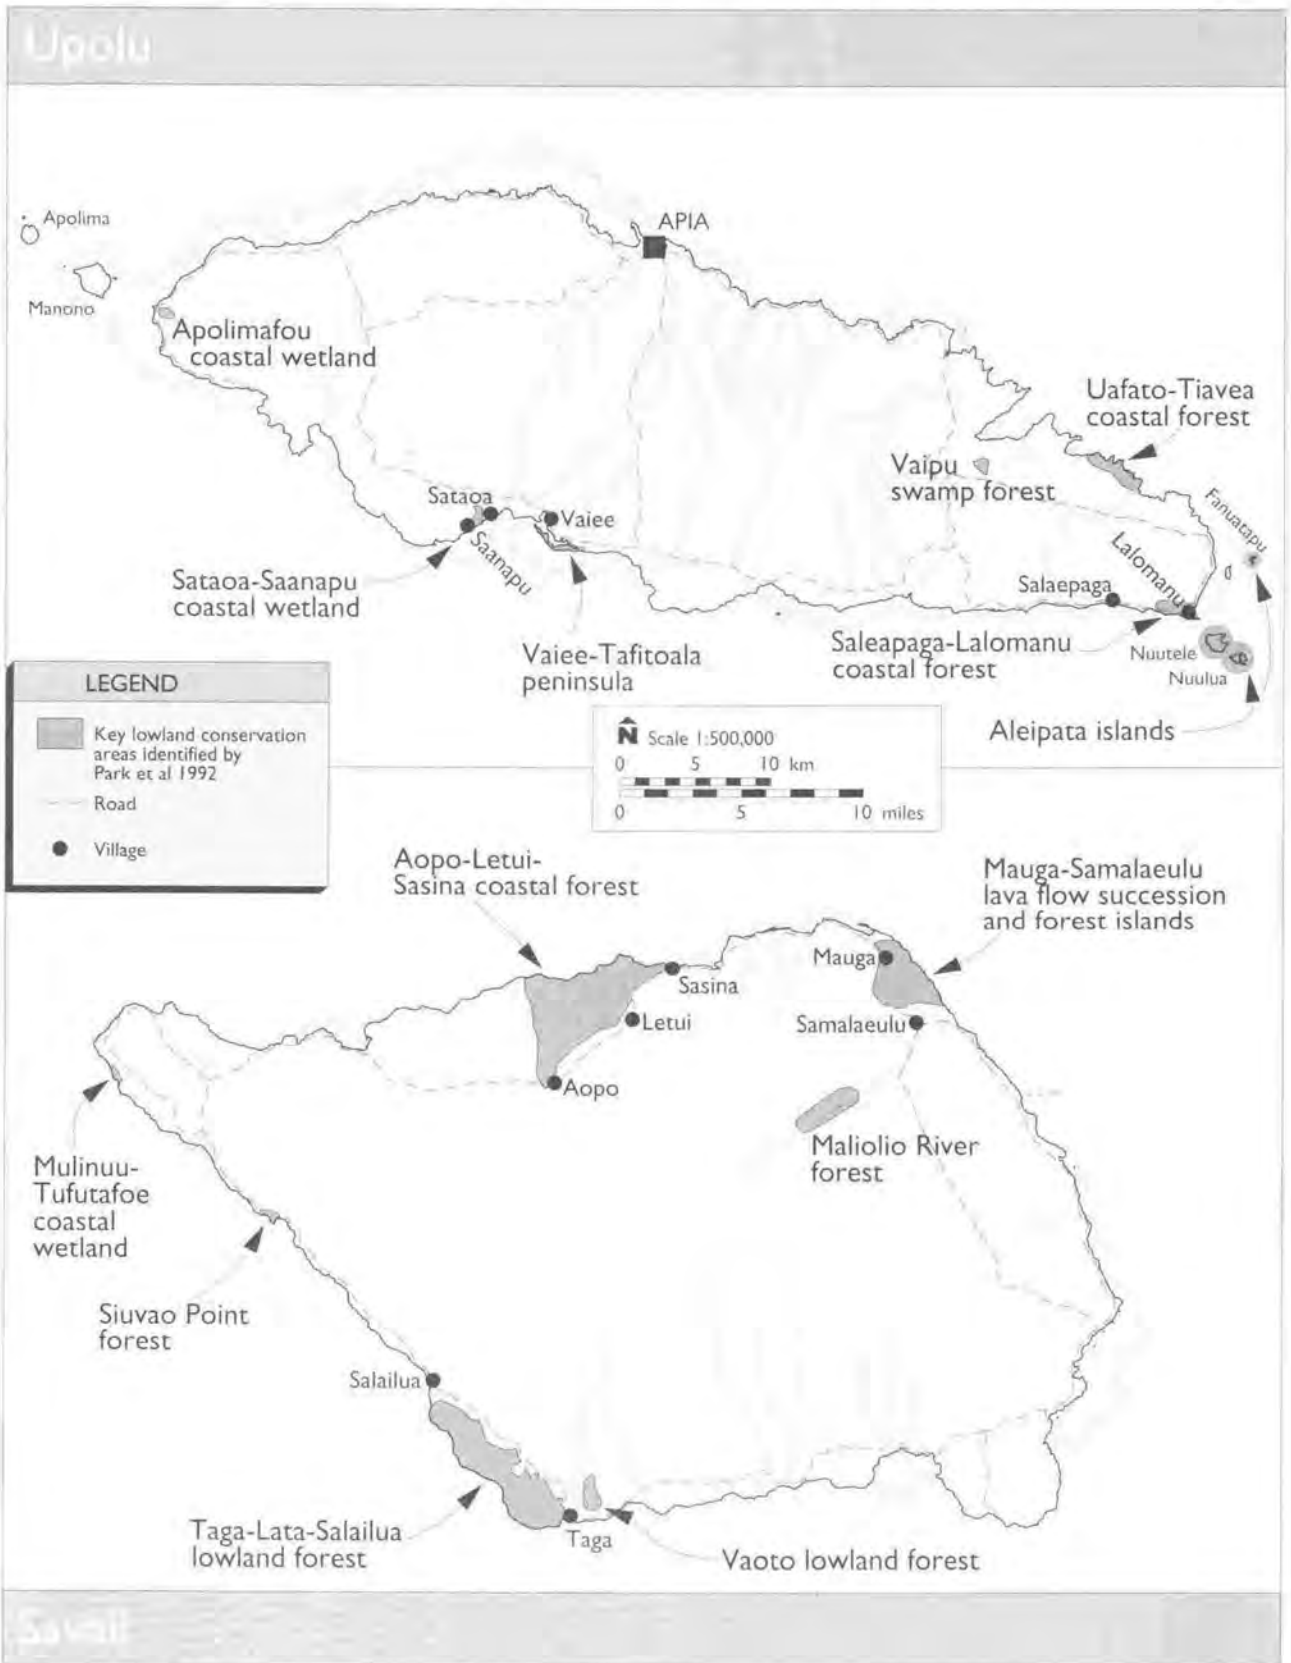 Upolu
Apolima
Manono
APIA
Apolimafou
coastal wetland
Uafato-Tiavea
coastal forest
Vaipu
swamp forest
Fanuatapu
Sataoa
Saanapu
Vaiee
Sataoa-Saanapu
coastal wetland
Vaiee-Tafitoala
peninsula
Salaepaga
Lalomanu
Saleapaga-Lalomanu
coastal forest
Nuutele
Nuulua
Aleipata islands
LEGEND
Key lowland conservation
areas identified by
Park et al 1992
Road
Village
N Scale 1:500,000
0 5 10 km
0 5 10 miles
Aopo-Letui-
Sasina coastal forest
Mauga-Samalaeulu
lava flow succession
and forest islands
Mauga
Sasina
Letui
Samalaeulu
Aopo
Maliolio River
forest
Mulinuu-
Tufutafoe
coastal
wetland
Siuvao Point
forest
Salailua
Taga-Lata-Salailua
lowland forest
Taga
Vaoto lowland forest
Savaii